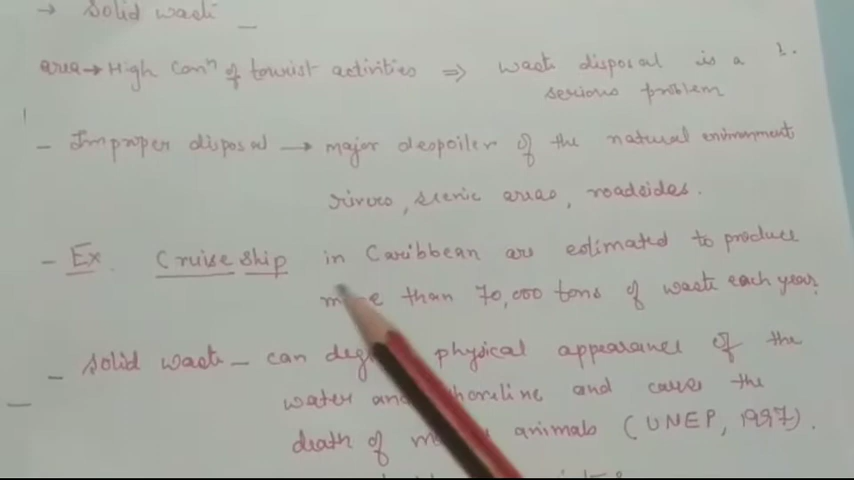 → Solid waste _
area → High Conⁿ of tourist activities ⇒ waste disposal is a
serious problem
- Improper disposal → major despoiler of the natural environment
rivers, scenic areas, roadsides.
- Ex. Cruise ship in Caribbean are estimated to produce
more than 70,000 tons of waste each year.
- Solid waste - can physical appearance of the
water and shoreline and cause the
death of animals (UNEP, 1997).